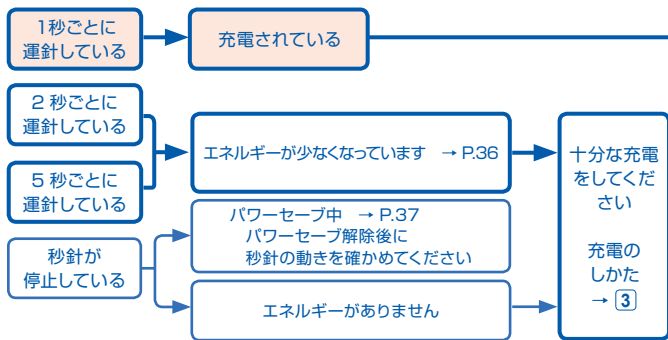 1秒ごとに
運針している
充電されている
2 秒ごとに
運針している
5 秒ごとに
運針している
エネルギーが少なくなっています → P.36
パワーセーブ中 → P.37
パワーセーブ解除後に
秒針の動きを確かめてください
秒針が
停止している
エネルギーがありません
十分な充電
をしてくだ
さい
充電の
しかた
→ 3